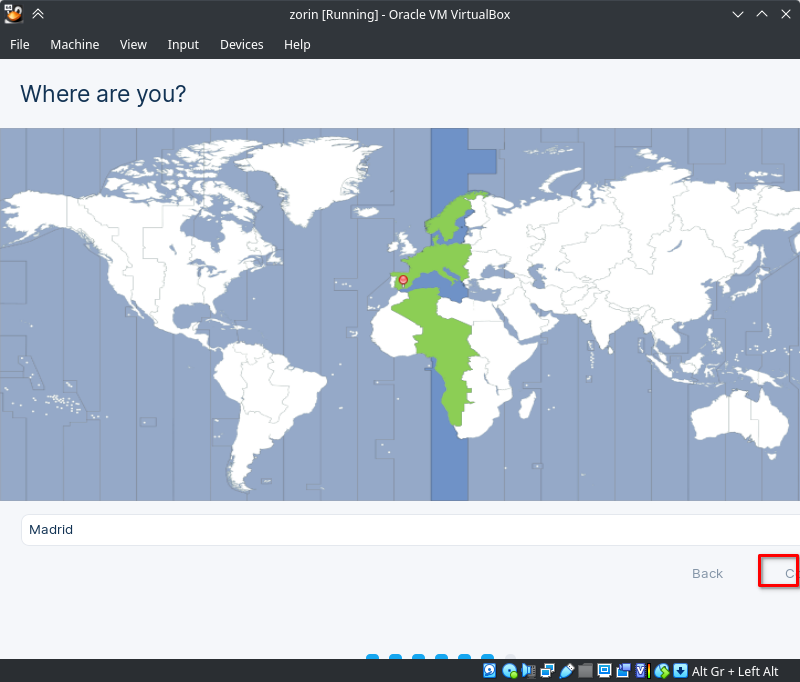 zorin [Running] - Oracle VM VirtualBox
File Machine View Input Devices Help
Where are you?
Madrid
Back C
Alt Gr + Left Alt